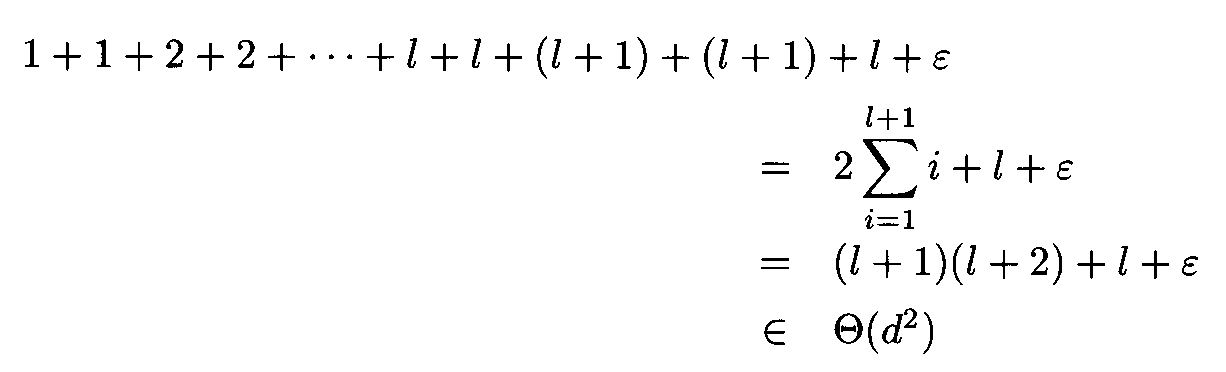 1 + 1 + 2 + 2 + ⋯ + l + l + (l + 1) + (l + 1) + l + ε
= 2 ∑_{i=1}^{l+1} i + l + ε
= (l + 1)(l + 2) + l + ε
∈ Θ(d²)